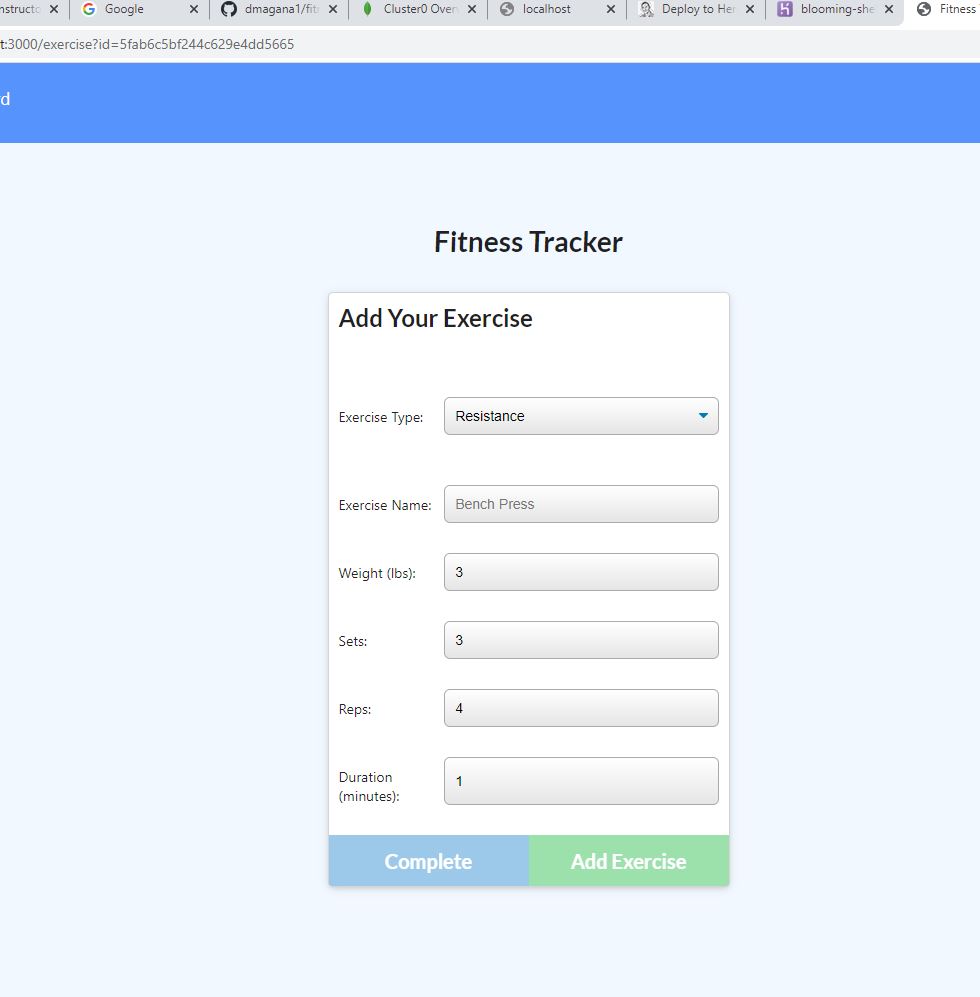 Google
dmagana1/fit
Cluster0 Over
localhost
Deploy to Her
blooming-she
Fitness
t:3000/exercise?id=5fab6c5bf244c629e4dd5665
rd
Fitness Tracker
Add Your Exercise
Exercise Type:
Resistance
Exercise Name:
Bench Press
Weight (lbs):
3
Sets:
3
Reps:
4
Duration
(minutes):
1
Complete
Add Exercise